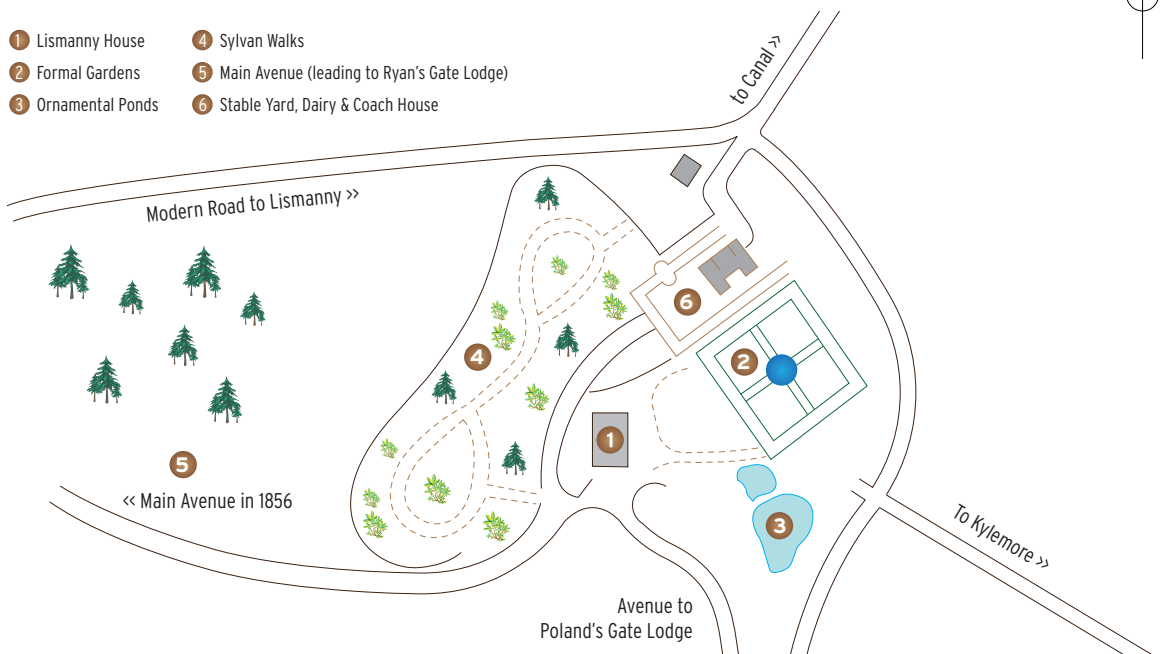 1 Lismanny House
2 Formal Gardens
3 Ornamental Ponds
4 Sylvan Walks
5 Main Avenue (leading to Ryan's Gate Lodge)
6 Stable Yard, Dairy & Coach House
to Canal >>
Modern Road to Lismanny >>
6
2
4
1
5
<< Main Avenue in 1856
3
To Kylemore >>
Avenue to
Poland's Gate Lodge